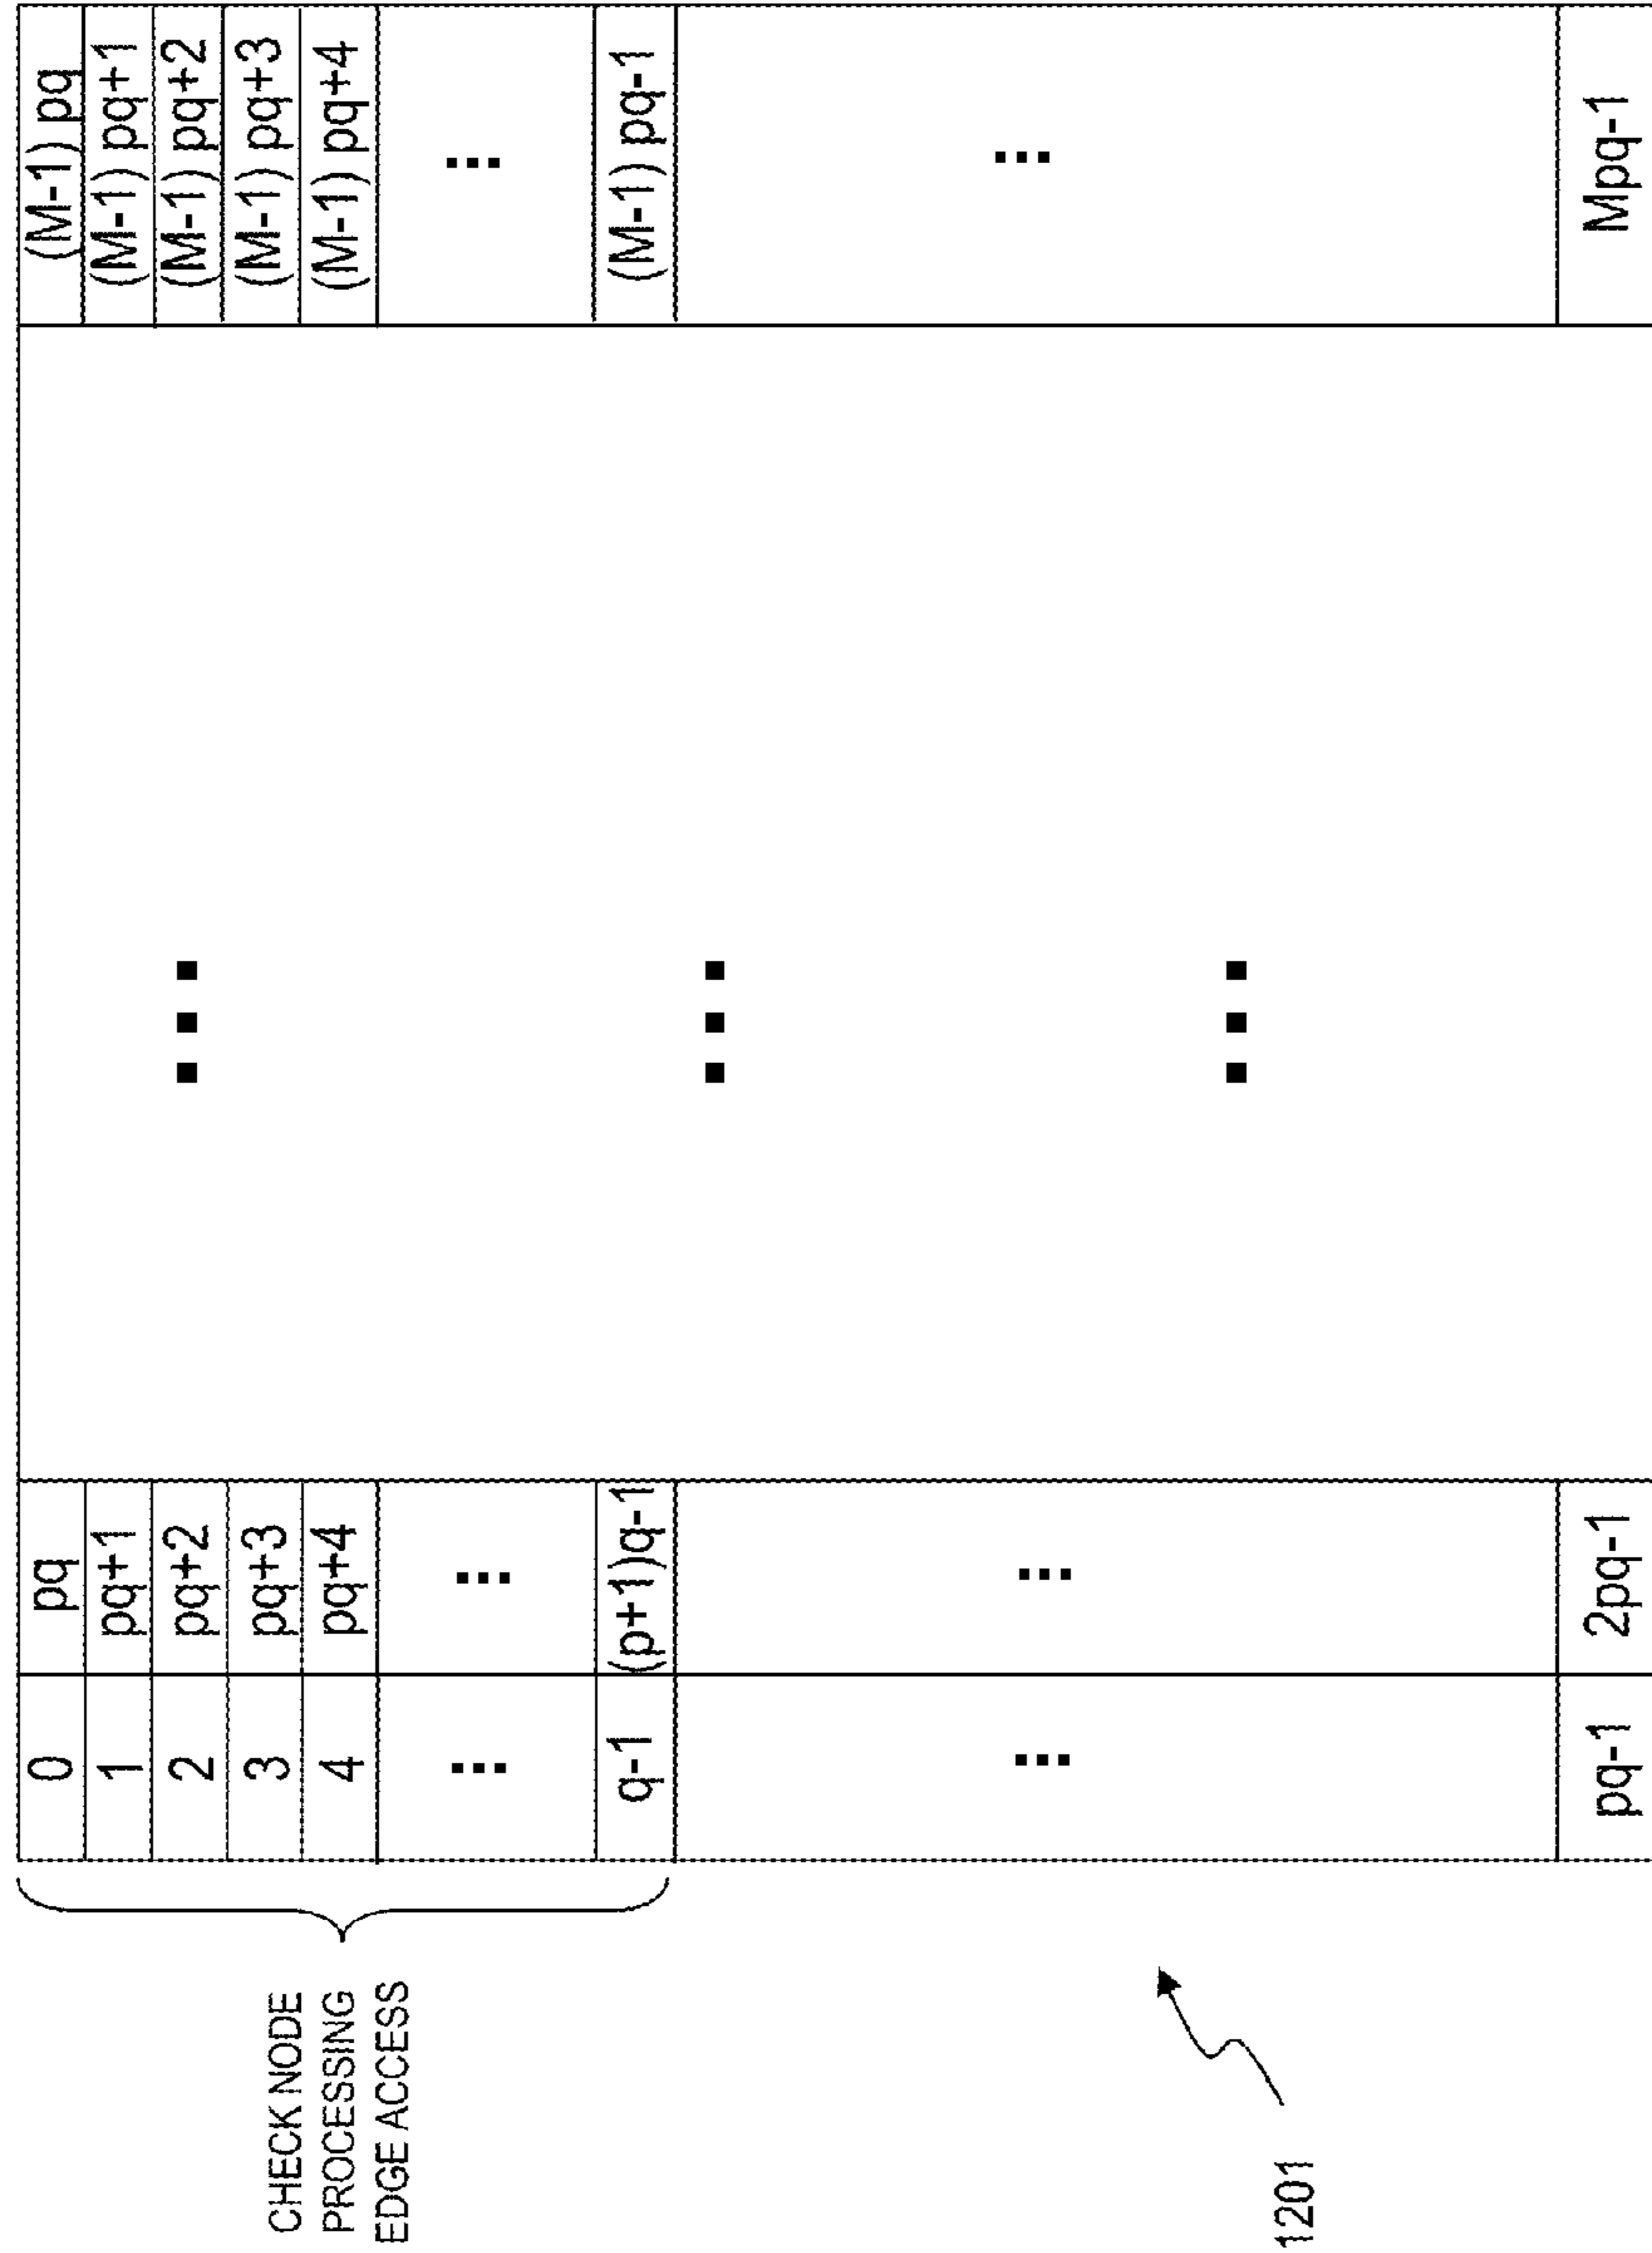 0 pq (M-1) pq
1 pq+1 (M-1) pq+1
2 pq+2 (M-1) pq+2
3 pq+3 (M-1) pq+3
4 pq+4 (M-1) pq+4
... ... ...
q-1 (p+1)q-1 (M-1) pq-1
... ... ...
pq-1 2pq-1 Mpq-1
CHECK NODE
PROCESSING
EDGE ACCESS
1201